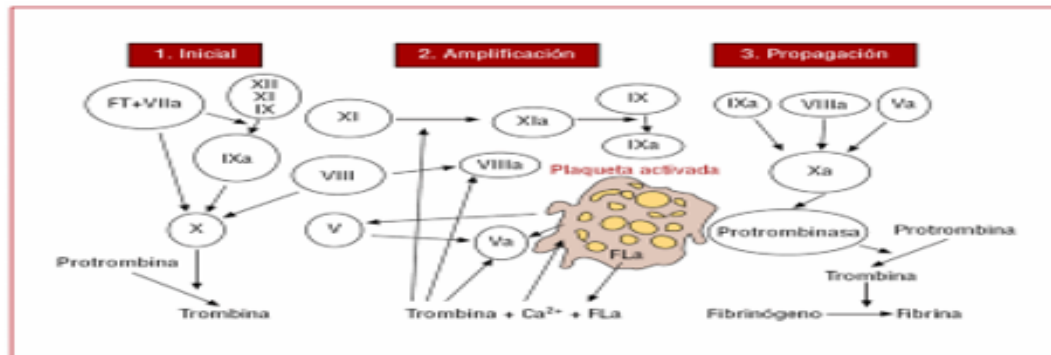 1. Inicial
2. Amplificación
3. Propagación
FT+VIIa
XII
XI
IX
XI
XIa
IX
IXa
VIIIa
Va
IXa
IXa
VIII
VIIIa
Plaqueta activada
Xa
X
V
Va
FLa
Protrombinasa
Protrombina
Protrombina
Trombina
Trombina
Trombina + Ca²⁺ + FLa
Fibrinógeno
Fibrina